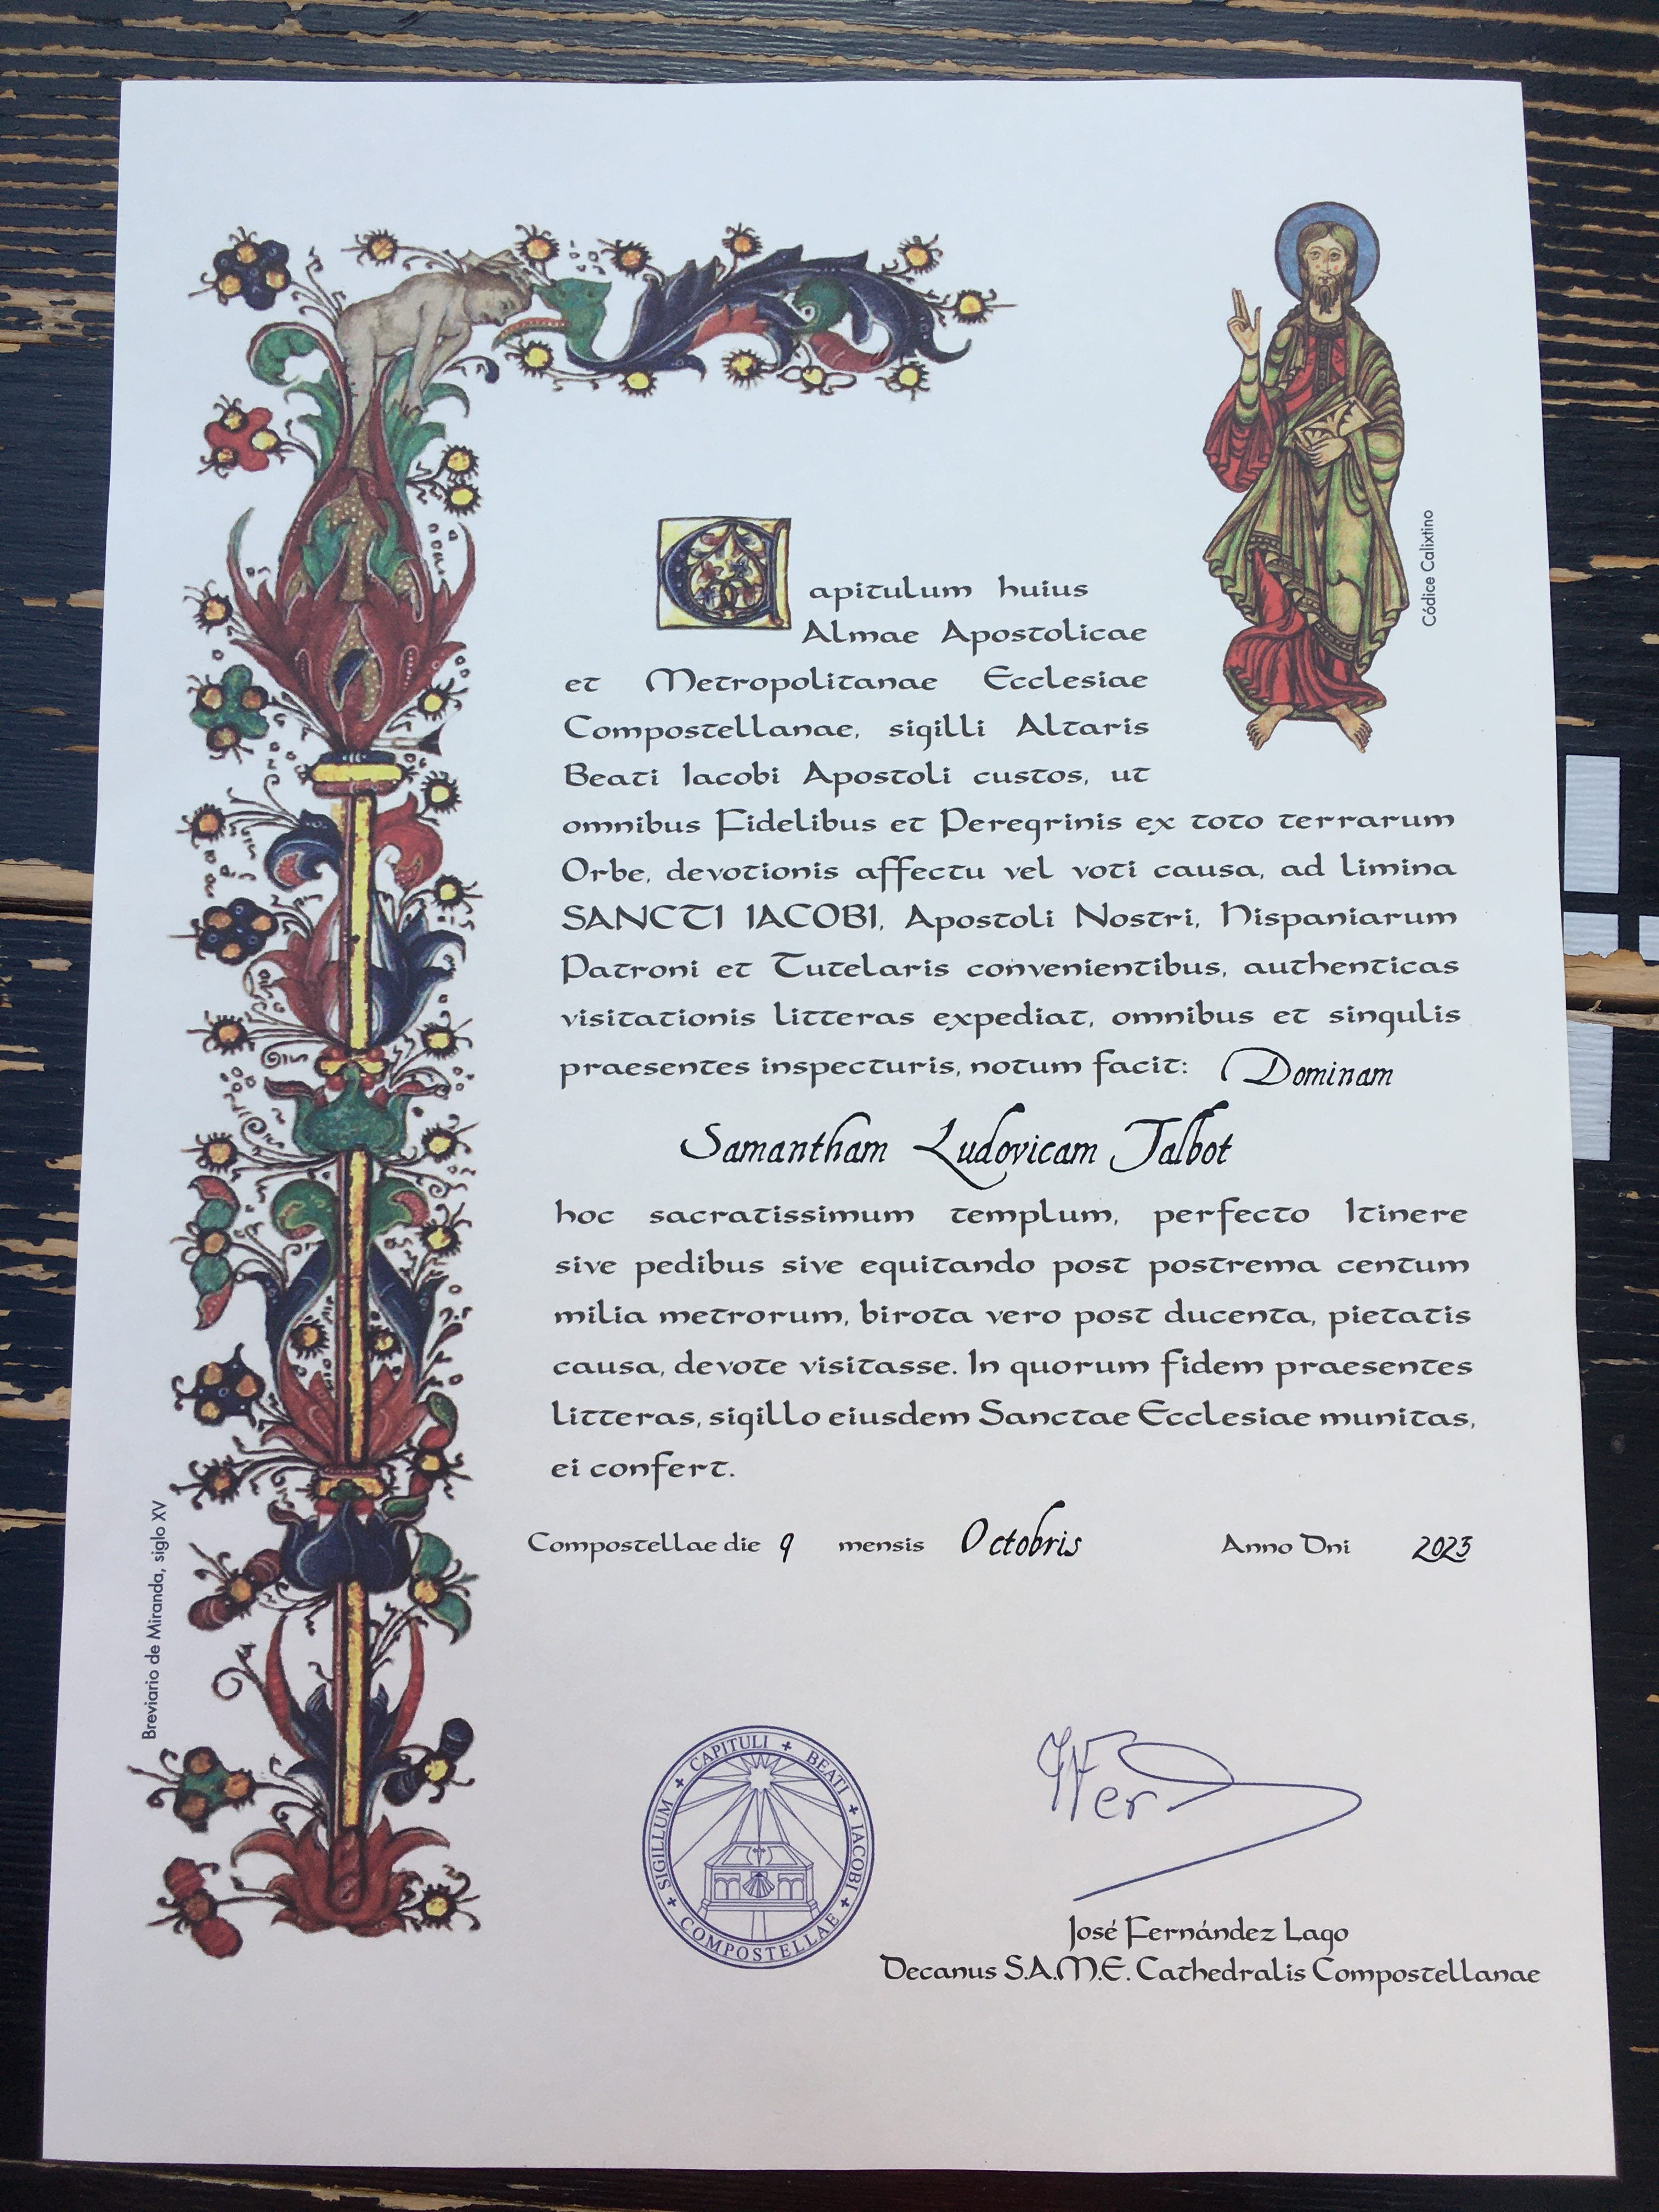 Códice Calixtino
Capitulum huius
Almae Apostolicae
et Metropolitanae Ecclesiae
Compostellanae, sigilli Altaris
Beati Iacobi Apostoli custos, ut
omnibus Fidelibus et Peregrinis ex toto terrarum
Orbe, devotionis affectu vel voti causa, ad limina
SANCTI IACOBI, Apostoli Nostri, Hispaniarum
Patroni et Tutelaris convenientibus, authenticas
visitationis litteras expediat, omnibus et singulis
praesentes inspecturis, notum facit: Dominam
Samantham Ludovicam Talbot
hoc sacratissimum templum, perfecto Itinere
sive pedibus sive equitando post postrema centum
milia metrorum, birota vero post ducenta, pietatis
causa, devote visitasse. In quorum fidem praesentes
litteras, sigillo eiusdem Sanctae Ecclesiae munitas,
ei confert.
Compostellae die 9 mensis Octobris Anno Dni 2023
Breviario de Miranda, siglo XV
SIGILLUM + CAPITULI + BEATI + IACOBI + COMPOSTELLAE +
José Fernández Lago
Decanus S.A.M.E. Cathedralis Compostellanae